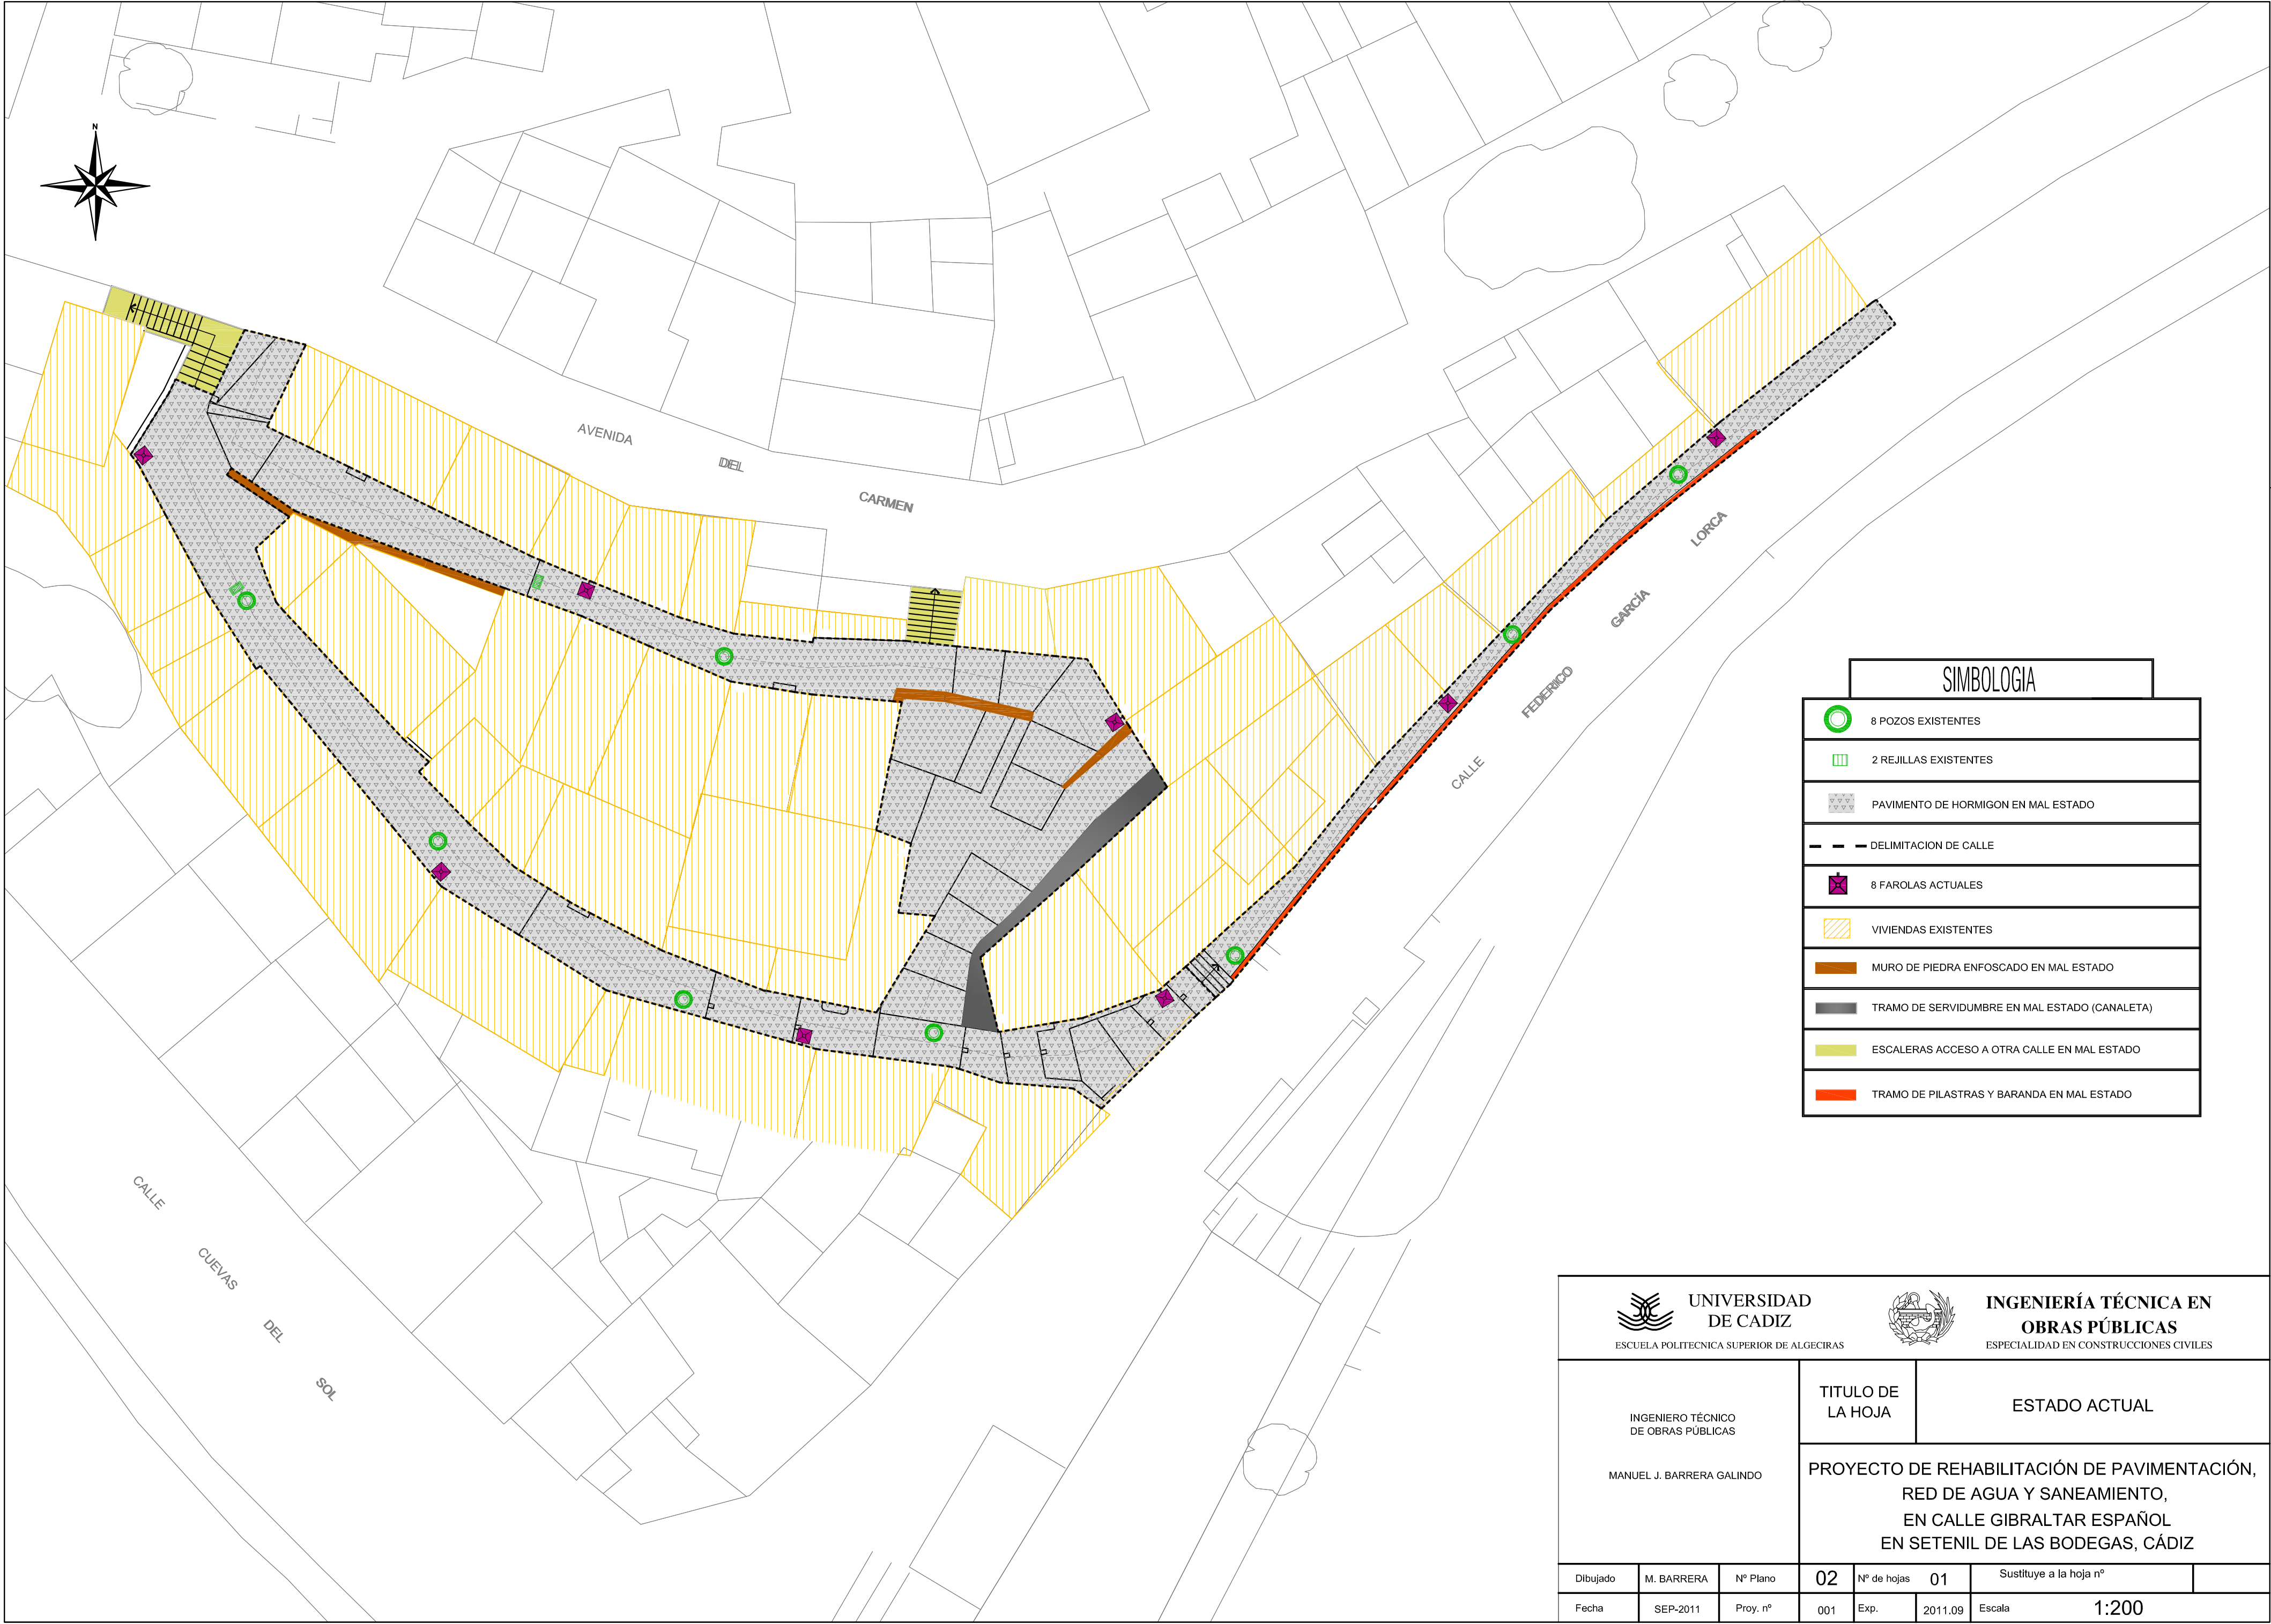 N
AVENIDA
DEL
CARMEN
LORCA
GARCÍA
FEDERICO
CALLE
CALLE
CUEVAS
DEL
SOL
SIMBOLOGIA
8 POZOS EXISTENTES
2 REJILLAS EXISTENTES
PAVIMENTO DE HORMIGON EN MAL ESTADO
DELIMITACION DE CALLE
8 FAROLAS ACTUALES
VIVIENDAS EXISTENTES
MURO DE PIEDRA ENFOSCADO EN MAL ESTADO
TRAMO DE SERVIDUMBRE EN MAL ESTADO (CANALETA)
ESCALERAS ACCESO A OTRA CALLE EN MAL ESTADO
TRAMO DE PILASTRAS Y BARANDA EN MAL ESTADO
UNIVERSIDAD
DE CADIZ
ESCUELA POLITECNICA SUPERIOR DE ALGECIRAS
INGENIERÍA TÉCNICA EN
OBRAS PÚBLICAS
ESPECIALIDAD EN CONSTRUCCIONES CIVILES
INGENIERO TÉCNICO
DE OBRAS PÚBLICAS
MANUEL J. BARRERA GALINDO
TITULO DE
LA HOJA
ESTADO ACTUAL
PROYECTO DE REHABILITACIÓN DE PAVIMENTACIÓN,
RED DE AGUA Y SANEAMIENTO,
EN CALLE GIBRALTAR ESPAÑOL
EN SETENIL DE LAS BODEGAS, CÁDIZ
Dibujado M. BARRERA Nº Plano 02 Nº de hojas 01 Sustituye a la hoja nº
Fecha SEP-2011 Proy. nº 001 Exp. 2011.09 Escala 1:200